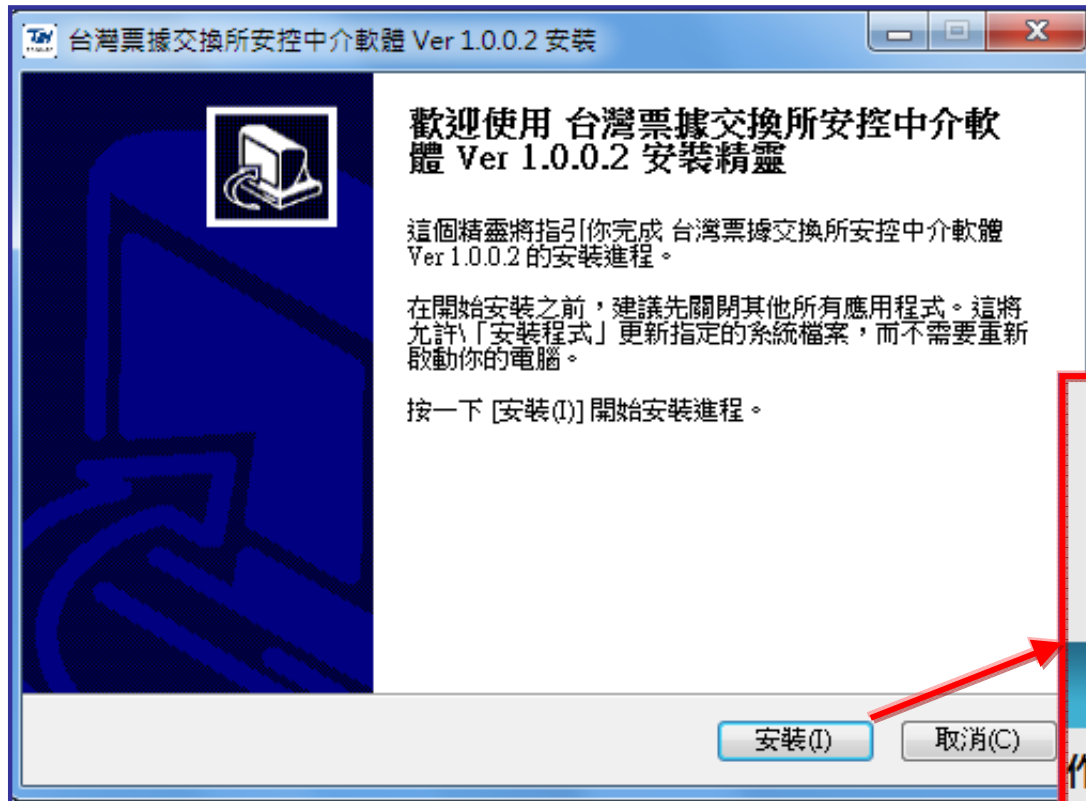 台灣票據交換所安控中介軟體 Ver 1.0.0.2 安裝
歡迎使用 台灣票據交換所安控中介軟
體 Ver 1.0.0.2 安裝精靈
這個精靈將指引你完成 台灣票據交換所安控中介軟體
Ver 1.0.0.2 的安裝進程。
在開始安裝之前，建議先關閉其他所有應用程式。這將
允許\「安裝程式」更新指定的系統檔案，而不需要重新
啟動你的電腦。
按一下 [安裝(I)] 開始安裝進程。
安裝(I)
取消(C)